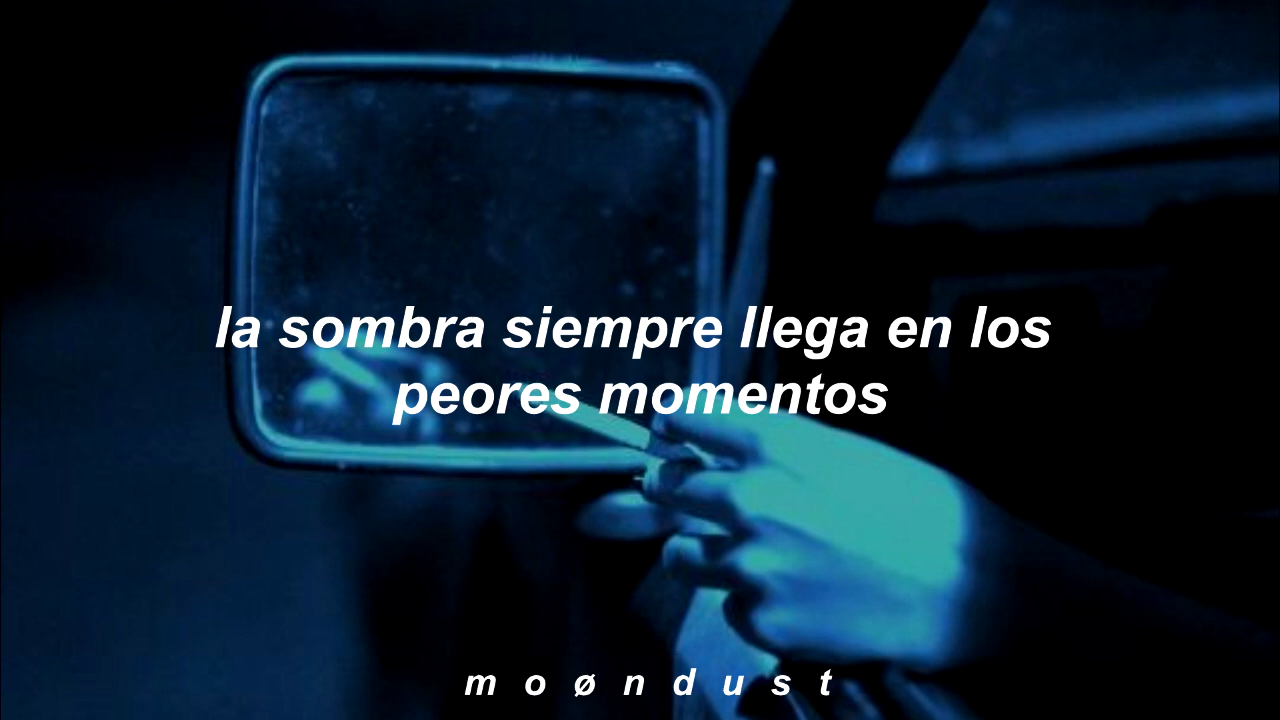 la sombra siempre llega en los
peores momentos
m o ø n d u s t